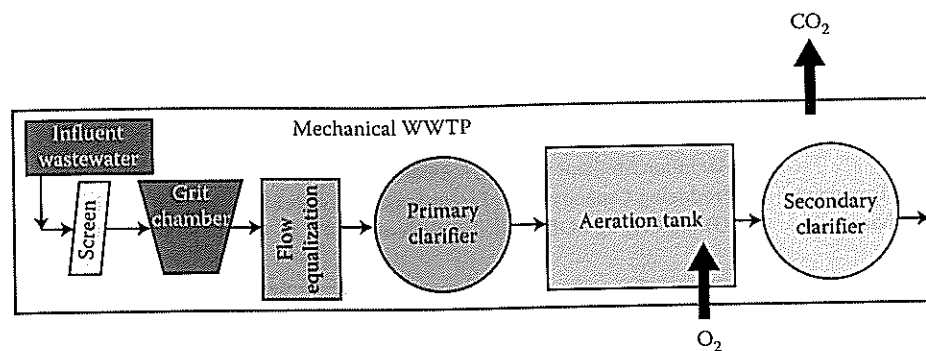 CO₂
Mechanical WWTP
Influent
wastewater
Screen
Grit
chamber
Flow
equalization
Primary
clarifier
Aeration tank
Secondary
clarifier
O₂